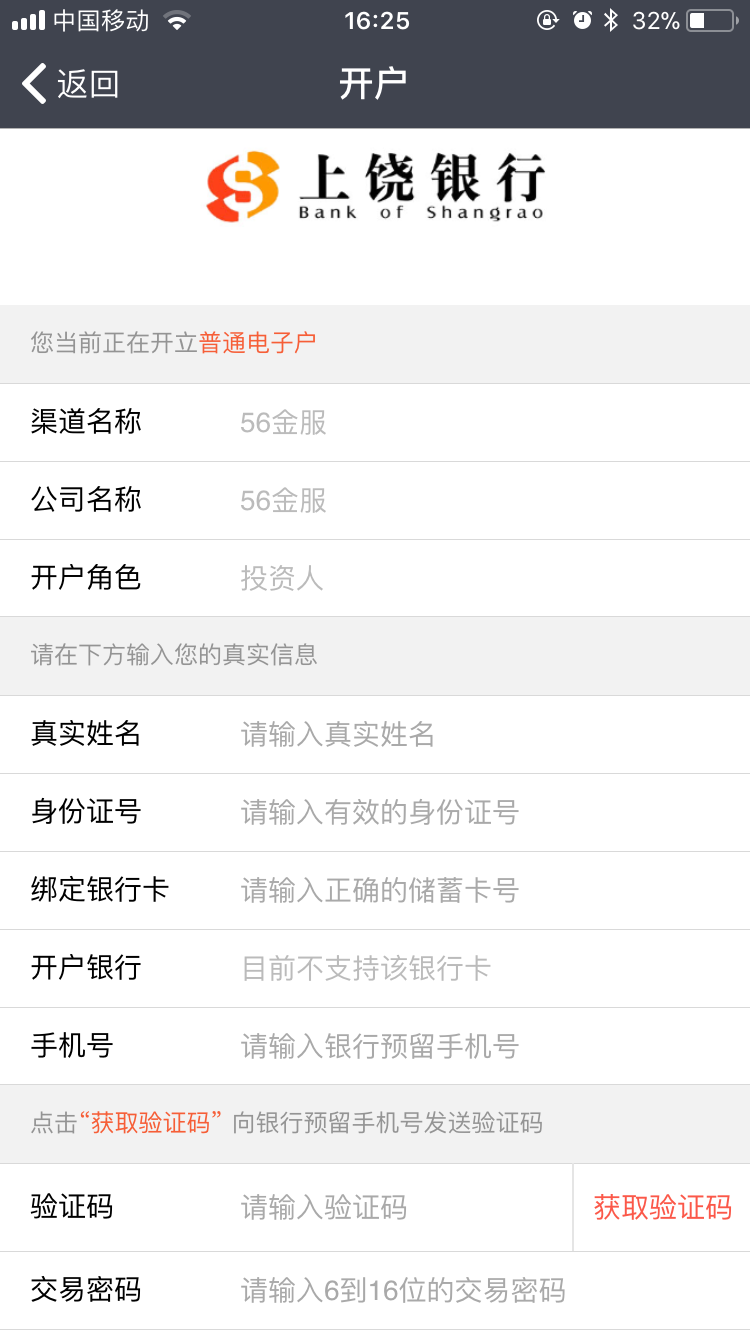 中国移动 16:25 32%
返回 开户
上饶银行
Bank of Shangrao
您当前正在开立普通电子户
渠道名称 56金服
公司名称 56金服
开户角色 投资人
请在下方输入您的真实信息
真实姓名 请输入真实姓名
身份证号 请输入有效的身份证号
绑定银行卡 请输入正确的储蓄卡号
开户银行 目前不支持该银行卡
手机号 请输入银行预留手机号
点击“获取验证码” 向银行预留手机号发送验证码
验证码 请输入验证码 获取验证码
交易密码 请输入6到16位的交易密码